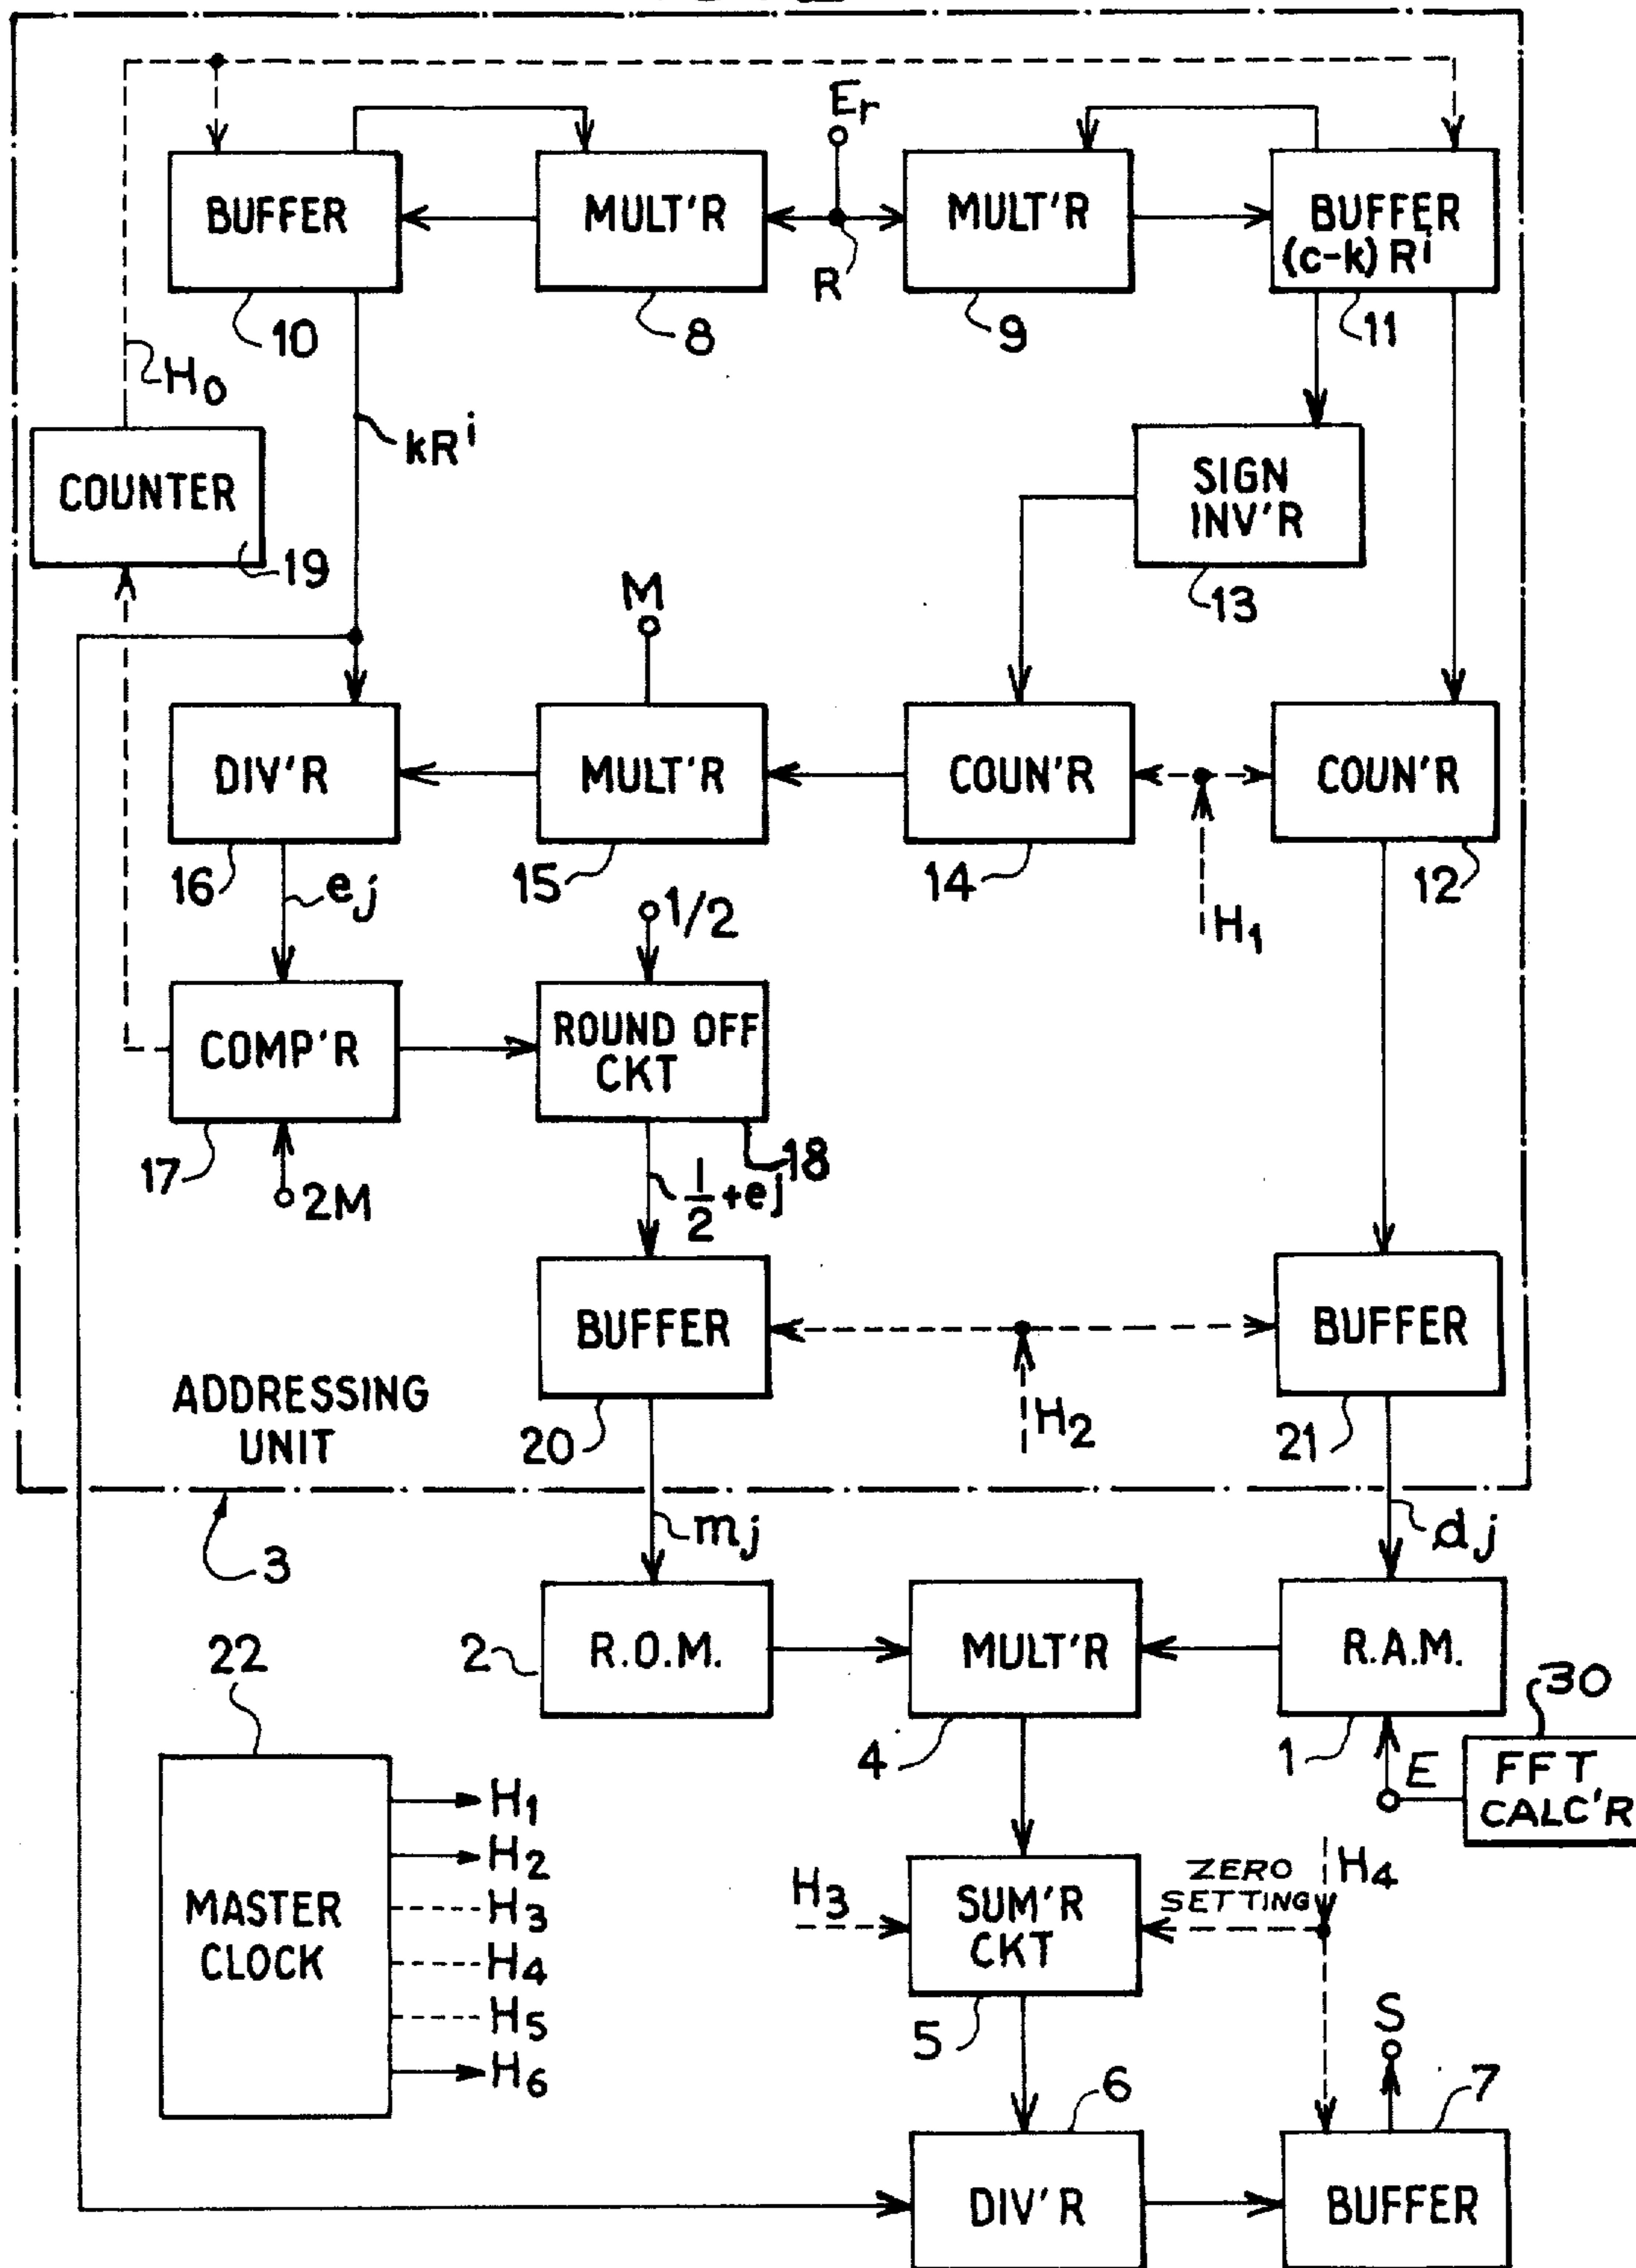 Er
BUFFER
MULT'R
MULT'R
BUFFER
(c-k) Rⁱ
R
10
8
9
11
H₀
kRⁱ
COUNTER
19
SIGN
INV'R
13
M
DIV'R
MULT'R
COUN'R
COUN'R
16
15
14
12
ej
1/2
H₁
COMP'R
ROUND OFF
CKT
17
18
2M
1/2 + ej
BUFFER
BUFFER
ADDRESSING
UNIT
20
H₂
21
3
mj
dj
22
2
R.O.M.
MULT'R
R.A.M.
30
4
1
E
FFT
CALC'R
MASTER
CLOCK
H₁
H₂
H₃
H₄
H₅
H₆
H₃
SUM'R
CKT
ZERO
SETTING
H₄
5
S
6
7
DIV'R
BUFFER